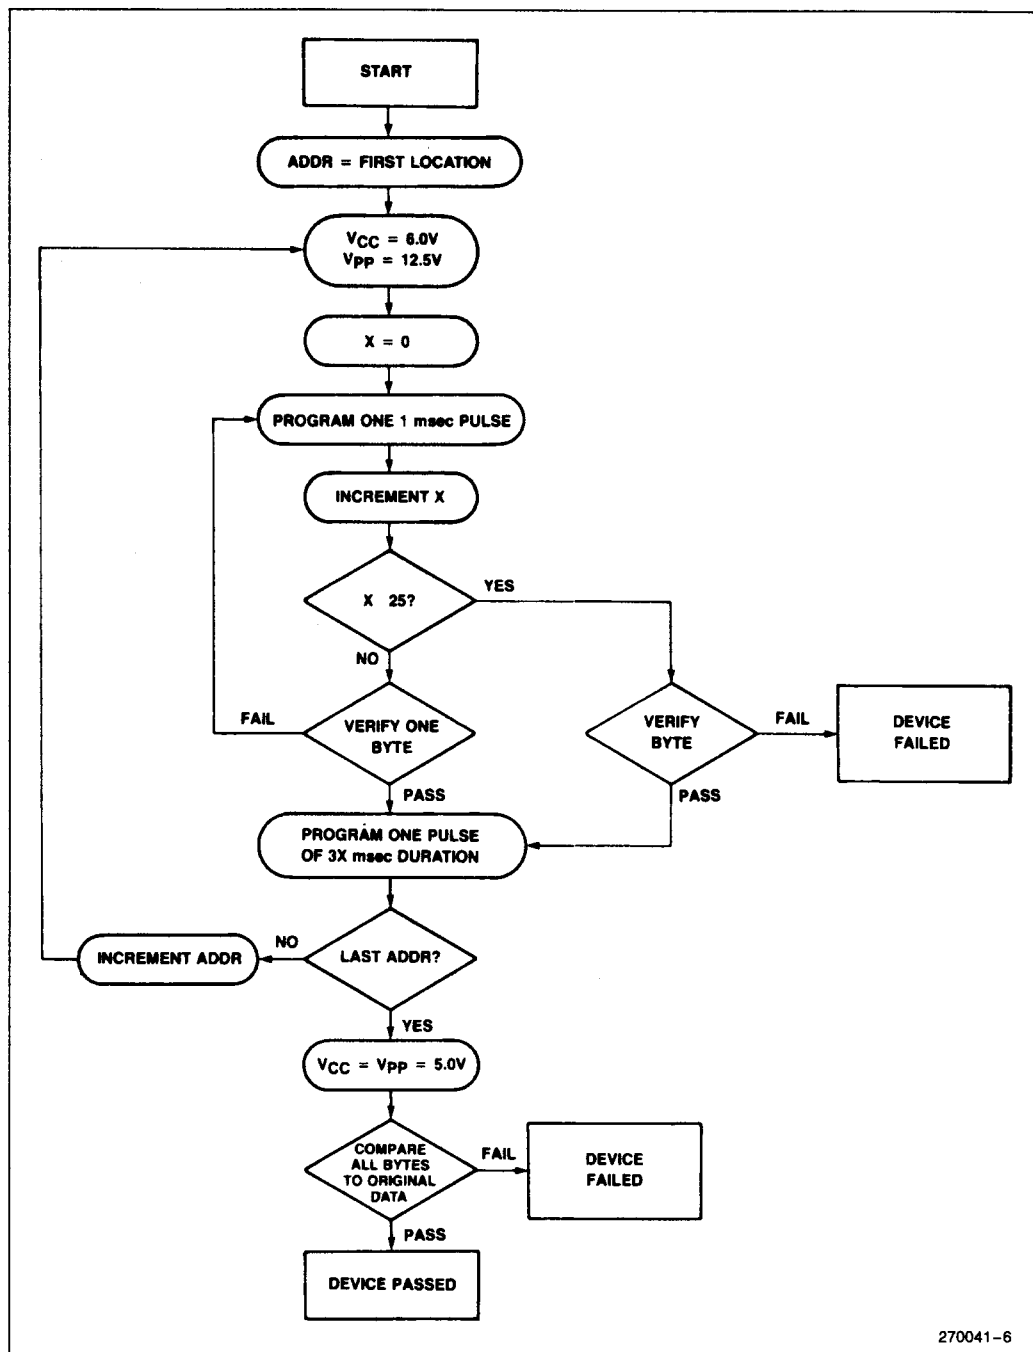 START
ADDR = FIRST LOCATION
VCC = 6.0V
VPP = 12.5V
X = 0
PROGRAM ONE 1 msec PULSE
INCREMENT X
X 25?
YES
NO
VERIFY ONE
BYTE
FAIL
PASS
VERIFY
BYTE
FAIL
PASS
DEVICE
FAILED
PROGRAM ONE PULSE
OF 3X msec DURATION
LAST ADDR?
NO
INCREMENT ADDR
YES
VCC = VPP = 5.0V
COMPARE
ALL BYTES
TO ORIGINAL
DATA
FAIL
DEVICE
FAILED
PASS
DEVICE PASSED
270041-6